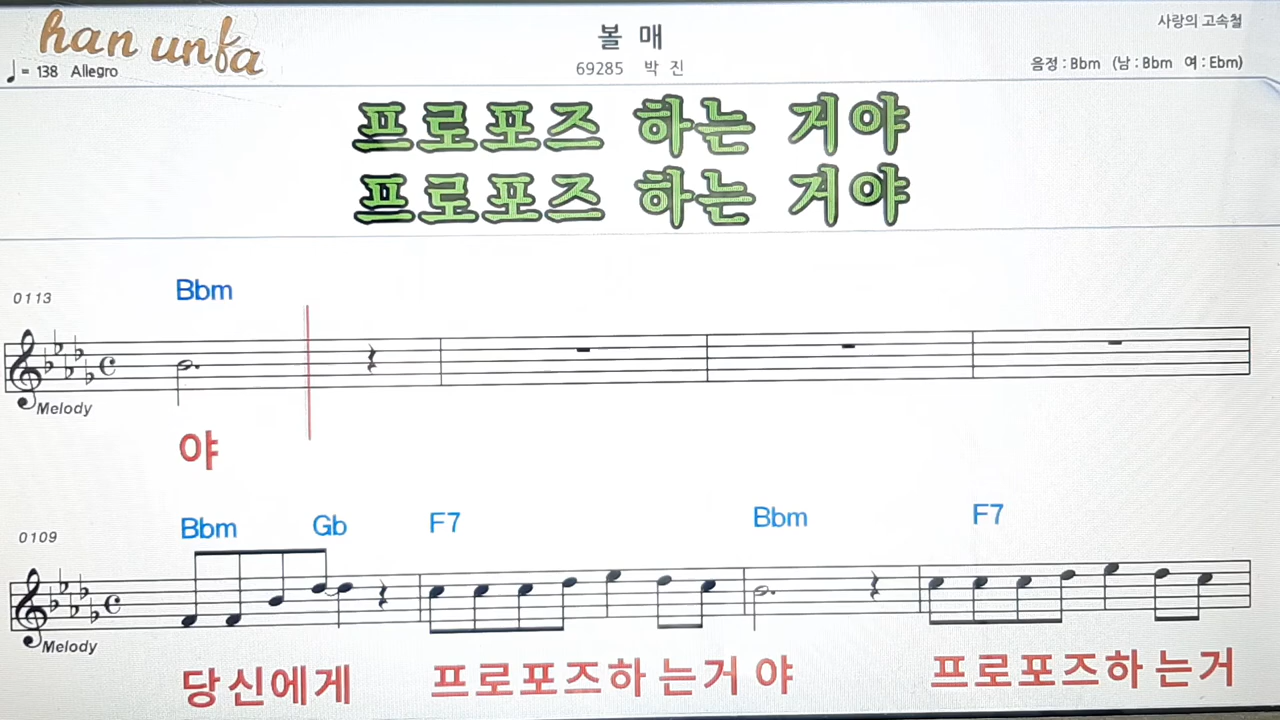 han unfa
볼 매
사랑의 고속철
♩= 138 Allegro
69285 박 진
음정 : Bbm (남 : Bbm 여 : Ebm)
프로포즈 하는 거야
프로포즈 하는 거야
0113
Bbm
Melody
야
0109
Bbm Gb F7 Bbm F7
Melody
당신에게 프로포즈하 는거 야 프로포즈하 는거